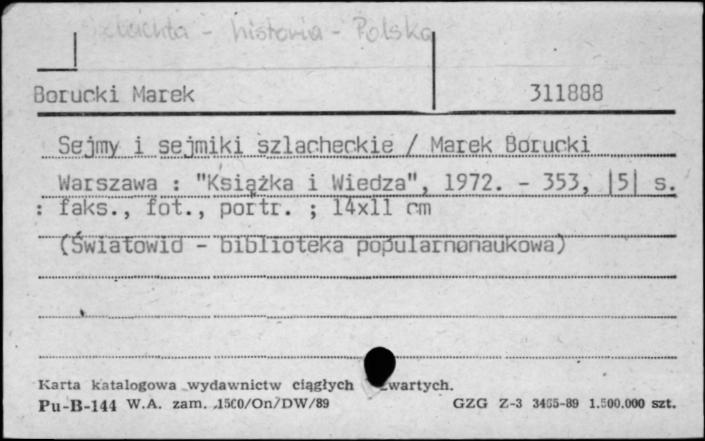 szlachta - historia - Polska
Borucki Marek 311888
Sejmy i sejmiki szlacheckie / Marek Borucki
Warszawa : "Książka i Wiedza", 1972. - 353, |5| s.
: faks., fot., portr. ; 14x11 cm
(Światowid - biblioteka popularnonaukowa)
Karta katalogowa wydawnictw ciągłych zwartych.
Pu-B-144 W.A. zam. 1500/On/DW/89 GZG Z-3 3465-89 1.500.000 szt.